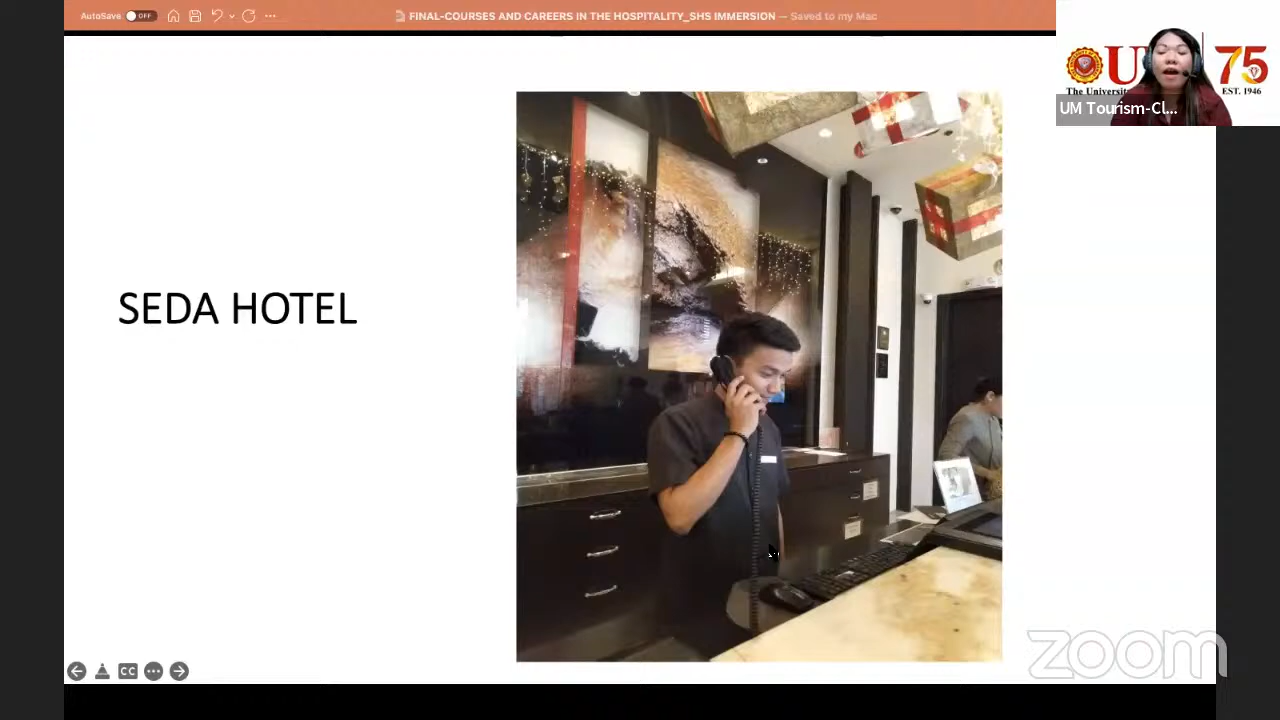 AutoSave OFF
FINAL-COURSES AND CAREERS IN THE HOSPITALITY_SHS IMMERSION — Saved to my Mac
U 75
The Universit EST. 1946
UM Tourism-Cl...
SEDA HOTEL
CC
zoom